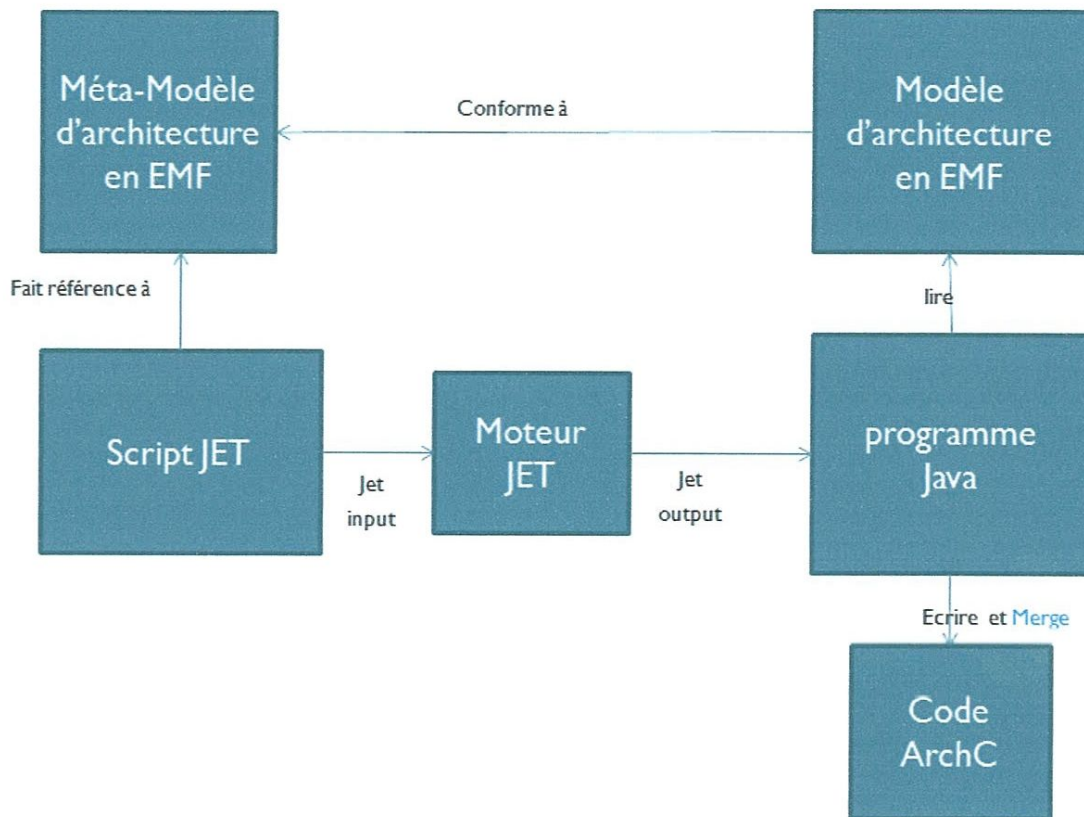 Méta-Modèle
d'architecture
en EMF
Conforme à
Modèle
d'architecture
en EMF
Fait référence à
lire
Script JET
Jet
input
Moteur
JET
Jet
output
programme
Java
Ecrire et Merge
Code
ArchC